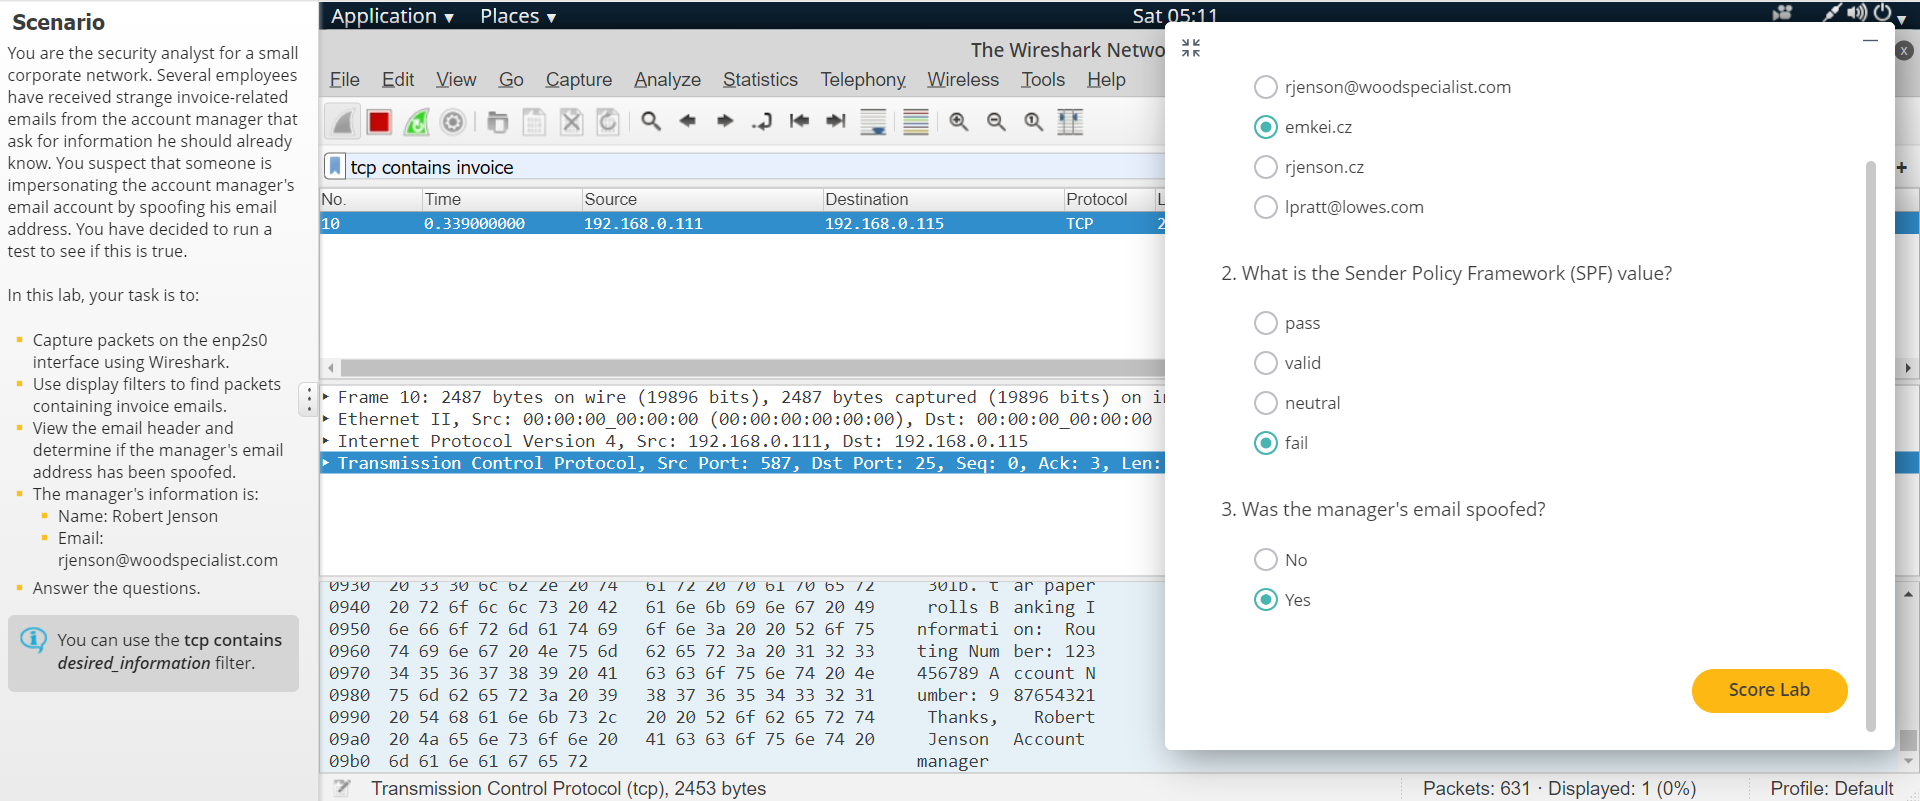 Scenario
You are the security analyst for a small
corporate network. Several employees
have received strange invoice-related
emails from the account manager that
ask for information he should already
know. You suspect that someone is
impersonating the account manager's
email account by spoofing his email
address. You have decided to run a
test to see if this is true.
In this lab, your task is to:
Capture packets on the enp2s0
interface using Wireshark.
Use display filters to find packets
containing invoice emails.
View the email header and
determine if the manager's email
address has been spoofed.
The manager's information is:
Name: Robert Jenson
Email:
rjenson@woodspecialist.com
Answer the questions.
You can use the tcp contains
desired_information filter.
Application Places Sat 05:11
The Wireshark Netwo
File Edit View Go Capture Analyze Statistics Telephony Wireless Tools Help
tcp contains invoice
No. Time Source Destination Protocol L
10 0.339000000 192.168.0.111 192.168.0.115 TCP 2
Frame 10: 2487 bytes on wire (19896 bits), 2487 bytes captured (19896 bits) on i
Ethernet II, Src: 00:00:00_00:00:00 (00:00:00:00:00:00), Dst: 00:00:00_00:00:00
Internet Protocol Version 4, Src: 192.168.0.111, Dst: 192.168.0.115
Transmission Control Protocol, Src Port: 587, Dst Port: 25, Seq: 0, Ack: 3, Len:
0930 20 33 30 6c 62 2e 20 74 61 72 20 70 61 70 65 72 30lb. t ar paper
0940 20 72 6f 6c 6c 73 20 42 61 6e 6b 69 6e 67 20 49 rolls B anking I
0950 6e 66 6f 72 6d 61 74 69 6f 6e 3a 20 20 52 6f 75 nformati on: Rou
0960 74 69 6e 67 20 4e 75 6d 62 65 72 3a 20 31 32 33 ting Num ber: 123
0970 34 35 36 37 38 39 20 41 63 63 6f 75 6e 74 20 4e 456789 A ccount N
0980 75 6d 62 65 72 3a 20 39 38 37 36 35 34 33 32 31 umber: 9 87654321
0990 20 54 68 61 6e 6b 73 2c 20 20 52 6f 62 65 72 74 Thanks, Robert
09a0 20 4a 65 6e 73 6f 6e 20 41 63 63 6f 75 6e 74 20 Jenson Account
09b0 6d 61 6e 61 67 65 72 manager
Transmission Control Protocol (tcp), 2453 bytes
Packets: 631 · Displayed: 1 (0%) Profile: Default
rjenson@woodspecialist.com
emkei.cz
rjenson.cz
lpratt@lowes.com
2. What is the Sender Policy Framework (SPF) value?
pass
valid
neutral
fail
3. Was the manager's email spoofed?
No
Yes
Score Lab